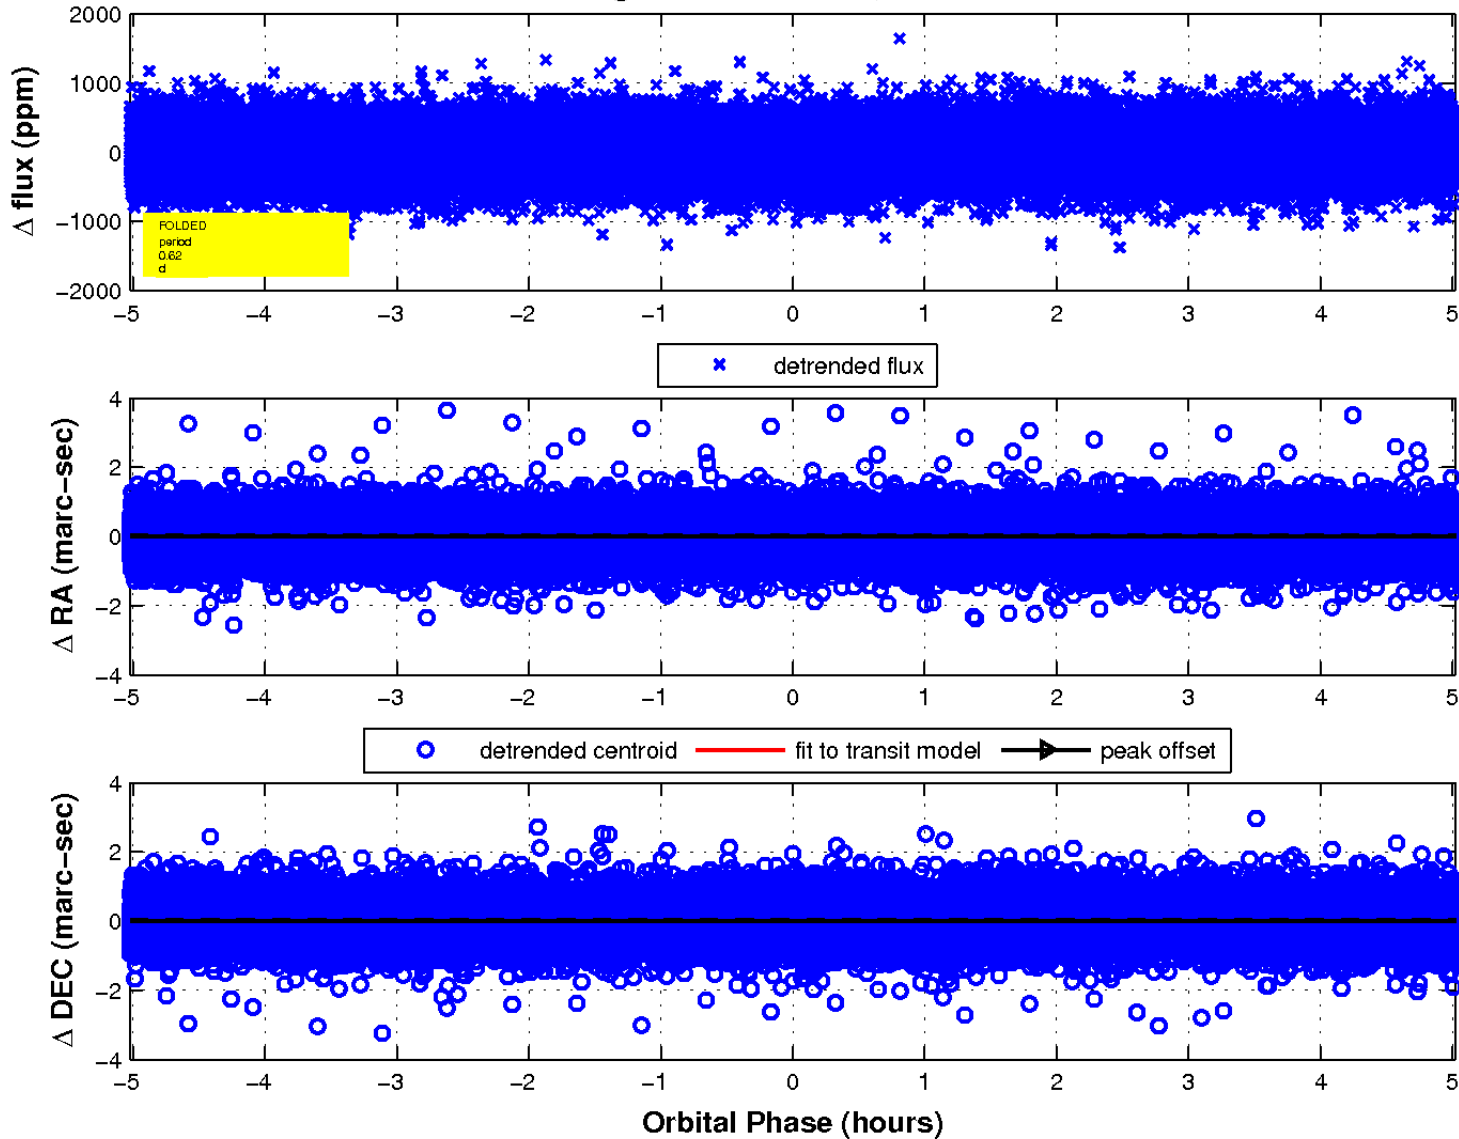 2000
1000
0
−1000
−2000
Δ flux (ppm)
FOLDED
period
0.62
d
−5 −4 −3 −2 −1 0 1 2 3 4 5
detrended flux
4
2
0
−2
−4
Δ RA (marc−sec)
−5 −4 −3 −2 −1 0 1 2 3 4 5
detrended centroid fit to transit model peak offset
4
2
0
−2
−4
Δ DEC (marc−sec)
−5 −4 −3 −2 −1 0 1 2 3 4 5
Orbital Phase (hours)